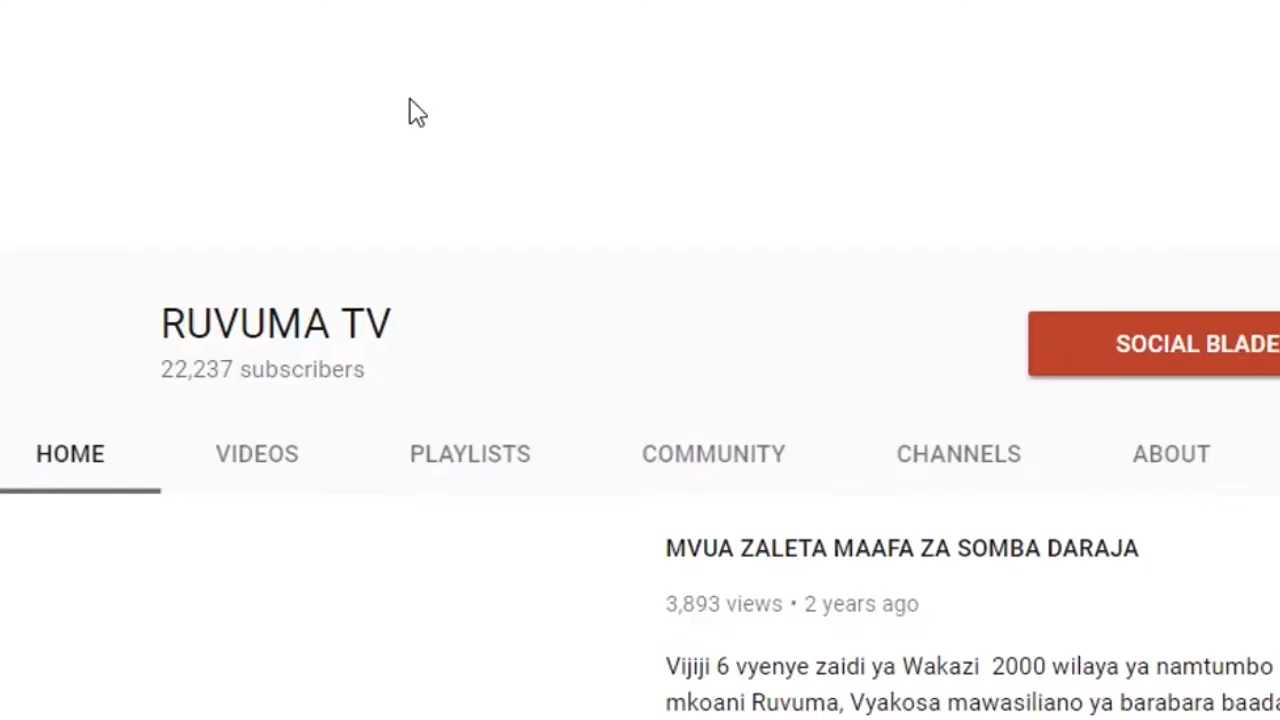 RUVUMA TV
22,237 subscribers
SOCIAL BLADE
HOME VIDEOS PLAYLISTS COMMUNITY CHANNELS ABOUT
MVUA ZALETA MAAFA ZA SOMBA DARAJA
3,893 views • 2 years ago
Vijiji 6 vyenye zaidi ya Wakazi 2000 wilaya ya namtumbo
mkoani Ruvuma, Vyakosa mawasiliano ya barabara baada